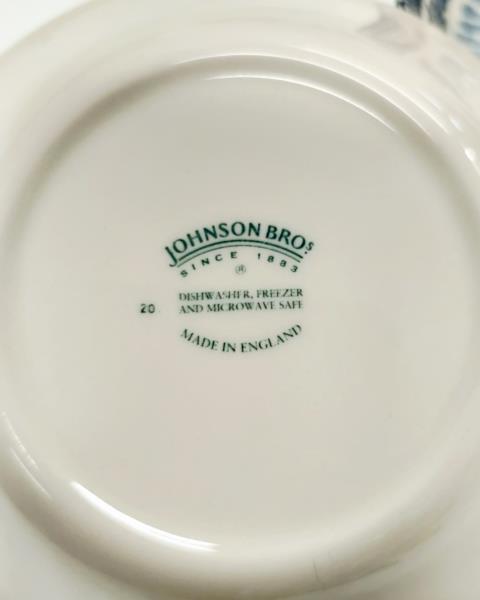 JOHNSON BROS
SINCE 1883
®
20
DISHWASHER, FREEZER
AND MICROWAVE SAFE
MADE IN ENGLAND